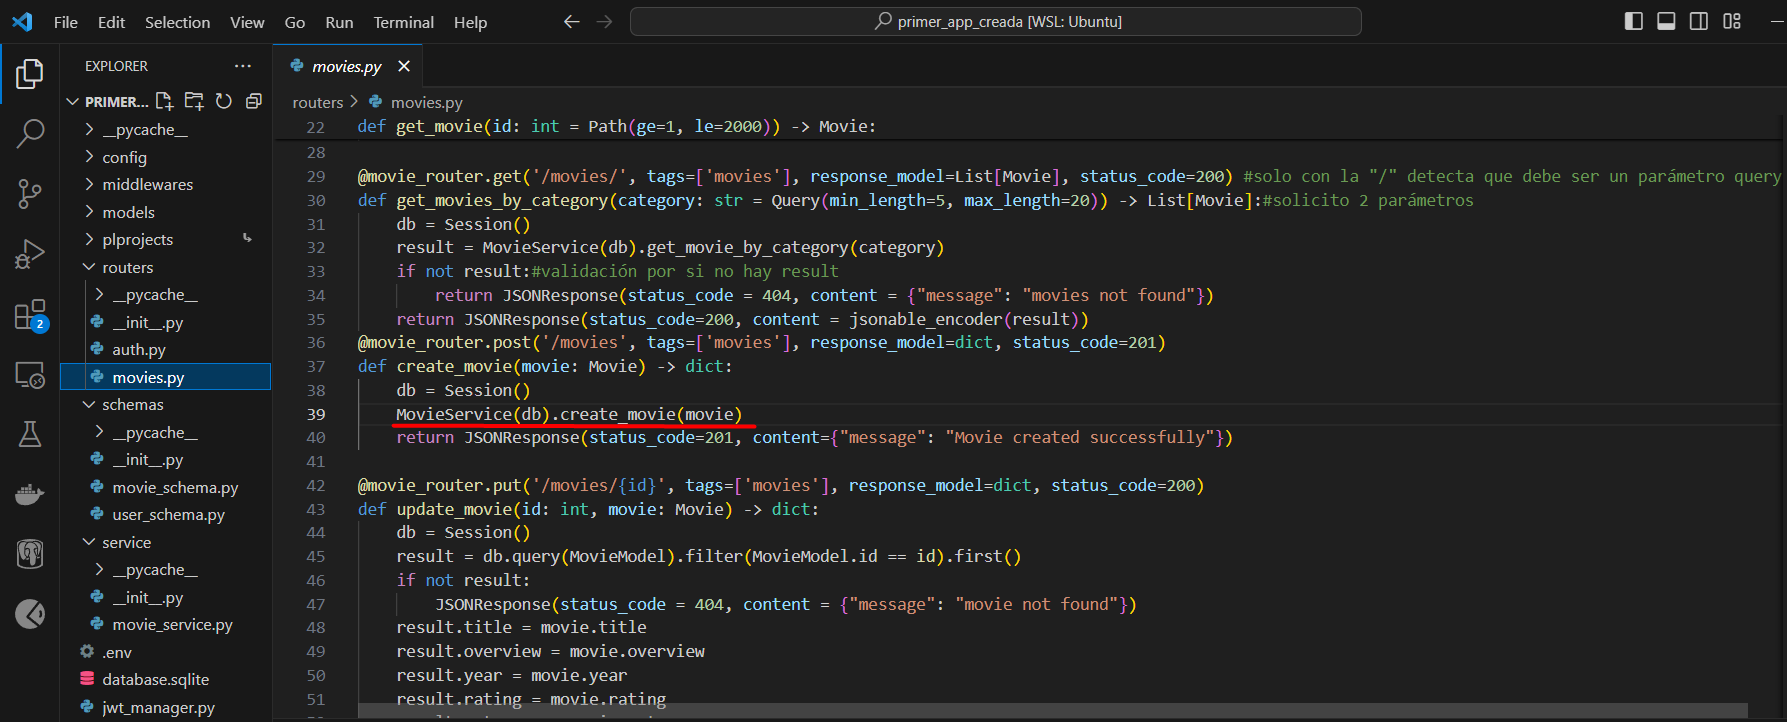 File Edit Selection View Go Run Terminal Help primer_app_creada [WSL: Ubuntu]
EXPLORER
PRIMER...
__pycache__
config
middlewares
models
plprojects
routers
__pycache__
__init__.py
auth.py
movies.py
schemas
__pycache__
__init__.py
movie_schema.py
user_schema.py
service
__pycache__
__init__.py
movie_service.py
.env
database.sqlite
jwt_manager.py
2
movies.py
routers > movies.py
22 def get_movie(id: int = Path(ge=1, le=2000)) -> Movie:
28
29 @movie_router.get('/movies/', tags=['movies'], response_model=List[Movie], status_code=200) #solo con la "/" detecta que debe ser un parámetro query
30 def get_movies_by_category(category: str = Query(min_length=5, max_length=20)) -> List[Movie]:#solicito 2 parámetros
31 db = Session()
32 result = MovieService(db).get_movie_by_category(category)
33 if not result:#validación por si no hay result
34 return JSONResponse(status_code = 404, content = {"message": "movies not found"})
35 return JSONResponse(status_code=200, content = jsonable_encoder(result))
36 @movie_router.post('/movies', tags=['movies'], response_model=dict, status_code=201)
37 def create_movie(movie: Movie) -> dict:
38 db = Session()
39 MovieService(db).create_movie(movie)
40 return JSONResponse(status_code=201, content={"message": "Movie created successfully"})
41
42 @movie_router.put('/movies/{id}', tags=['movies'], response_model=dict, status_code=200)
43 def update_movie(id: int, movie: Movie) -> dict:
44 db = Session()
45 result = db.query(MovieModel).filter(MovieModel.id == id).first()
46 if not result:
47 JSONResponse(status_code = 404, content = {"message": "movie not found"})
48 result.title = movie.title
49 result.overview = movie.overview
50 result.year = movie.year
51 result.rating = movie.rating